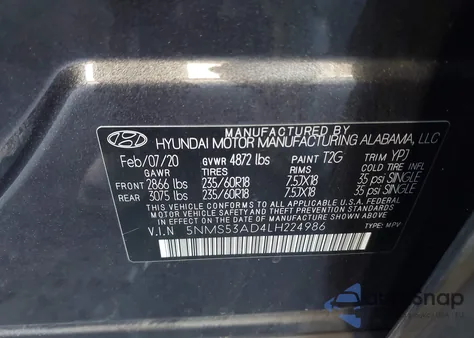 MANUFACTURED BY
HYUNDAI MOTOR MANUFACTURING ALABAMA, LLC
Feb/07/20 GVWR 4872 lbs PAINT T2G TRIM YPJ
GAWR TIRES RIMS COLD TIRE INFL
FRONT 2866 lbs 235/60R18 7.5JX18 35 psi SINGLE
REAR 3075 lbs 235/60R18 7.5JX18 35 psi SINGLE
THIS VEHICLE CONFORMS TO ALL APPLICABLE U.S.A. FEDERAL
MOTOR VEHICLE SAFETY, BUMPER, AND THEFT PREVENTION STANDARDS
IN EFFECT ON THE DATE OF MANUFACTURE SHOWN ABOVE.
V.I.N 5NMS53AD4LH224986 TYPE: MPV
AutoSnap